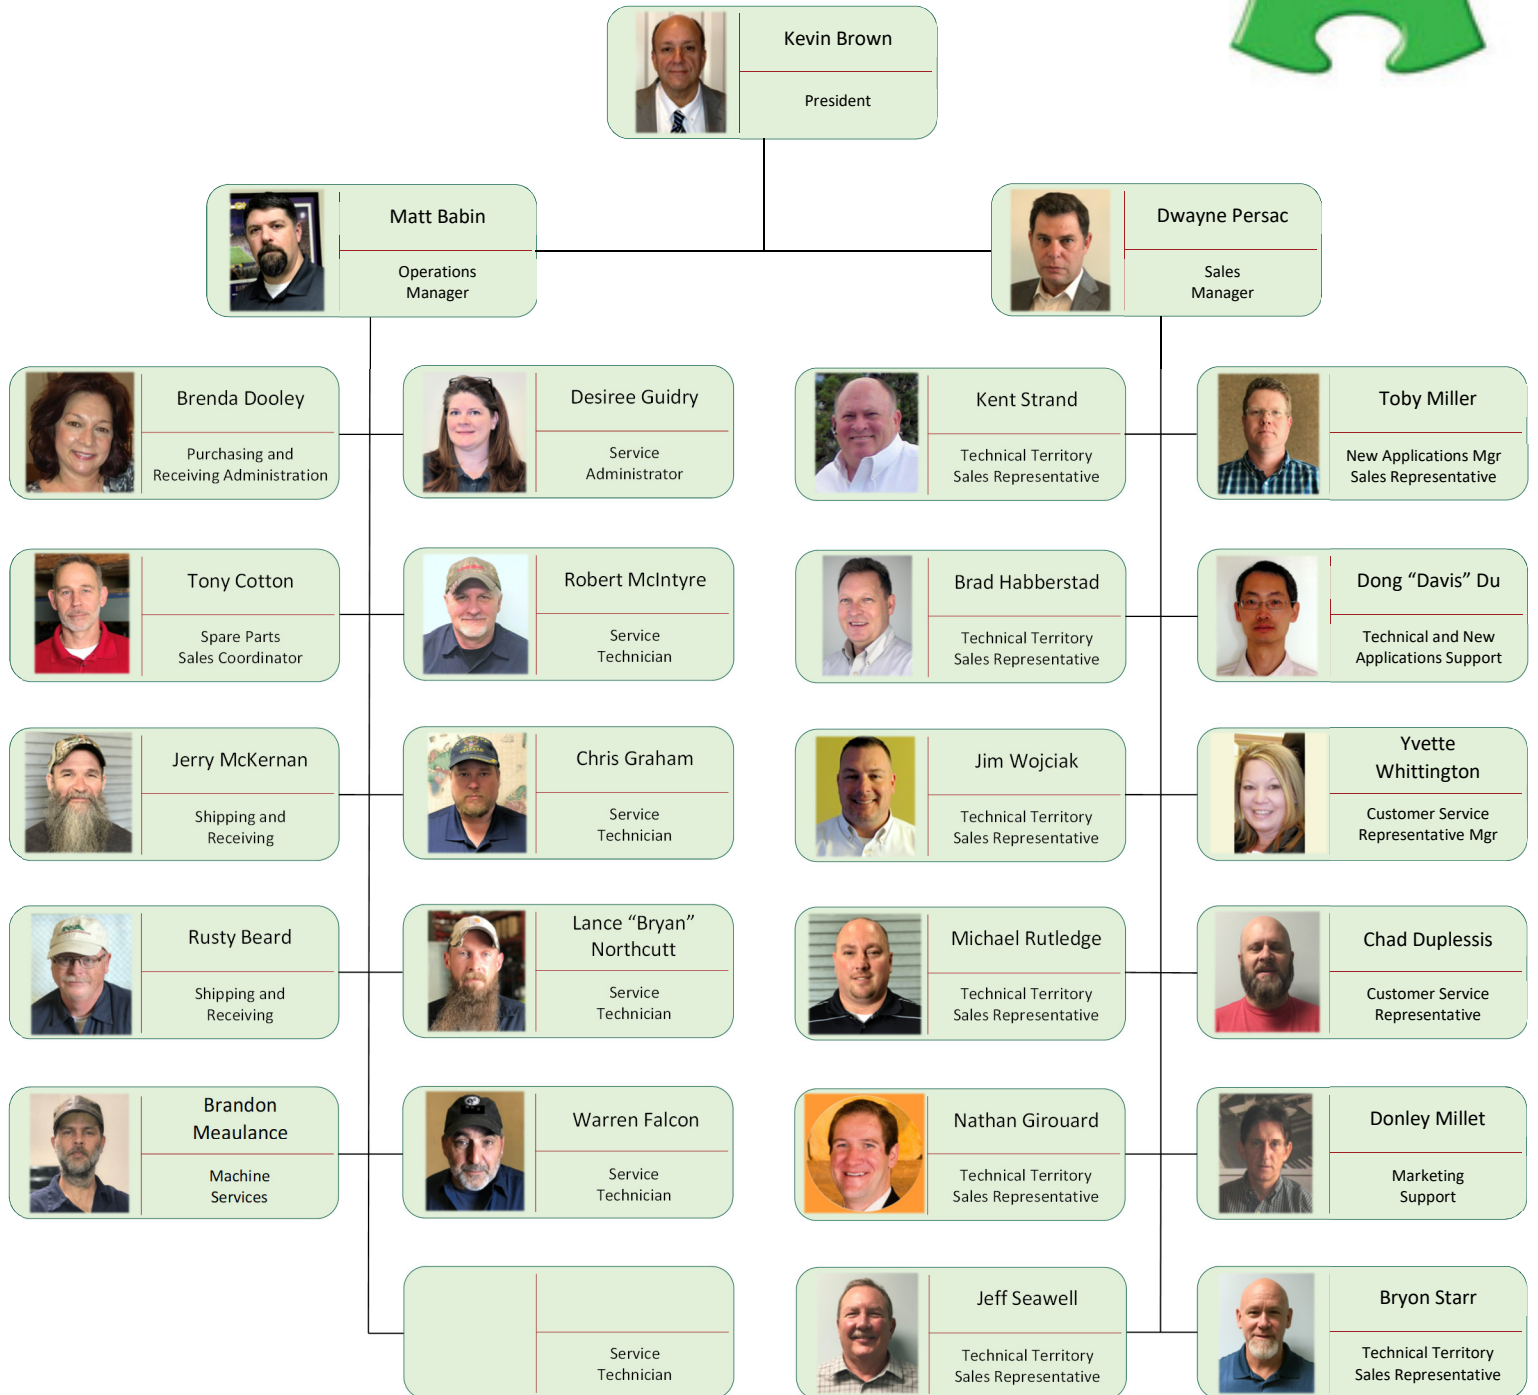 Kevin Brown
President
Matt Babin
Operations
Manager
Dwayne Persac
Sales
Manager
Brenda Dooley
Purchasing and
Receiving Administration
Desiree Guidry
Service
Administrator
Kent Strand
Technical Territory
Sales Representative
Toby Miller
New Applications Mgr
Sales Representative
Tony Cotton
Spare Parts
Sales Coordinator
Robert McIntyre
Service
Technician
Brad Habberstad
Technical Territory
Sales Representative
Dong “Davis” Du
Technical and New
Applications Support
Jerry McKernan
Shipping and
Receiving
Chris Graham
Service
Technician
Jim Wojciak
Technical Territory
Sales Representative
Yvette
Whittington
Customer Service
Representative Mgr
Rusty Beard
Shipping and
Receiving
Lance “Bryan”
Northcutt
Service
Technician
Michael Rutledge
Technical Territory
Sales Representative
Chad Duplessis
Customer Service
Representative
Brandon
Meaulance
Machine
Services
Warren Falcon
Service
Technician
Nathan Girouard
Technical Territory
Sales Representative
Donley Millet
Marketing
Support
Service
Technician
Jeff Seawell
Technical Territory
Sales Representative
Bryon Starr
Technical Territory
Sales Representative